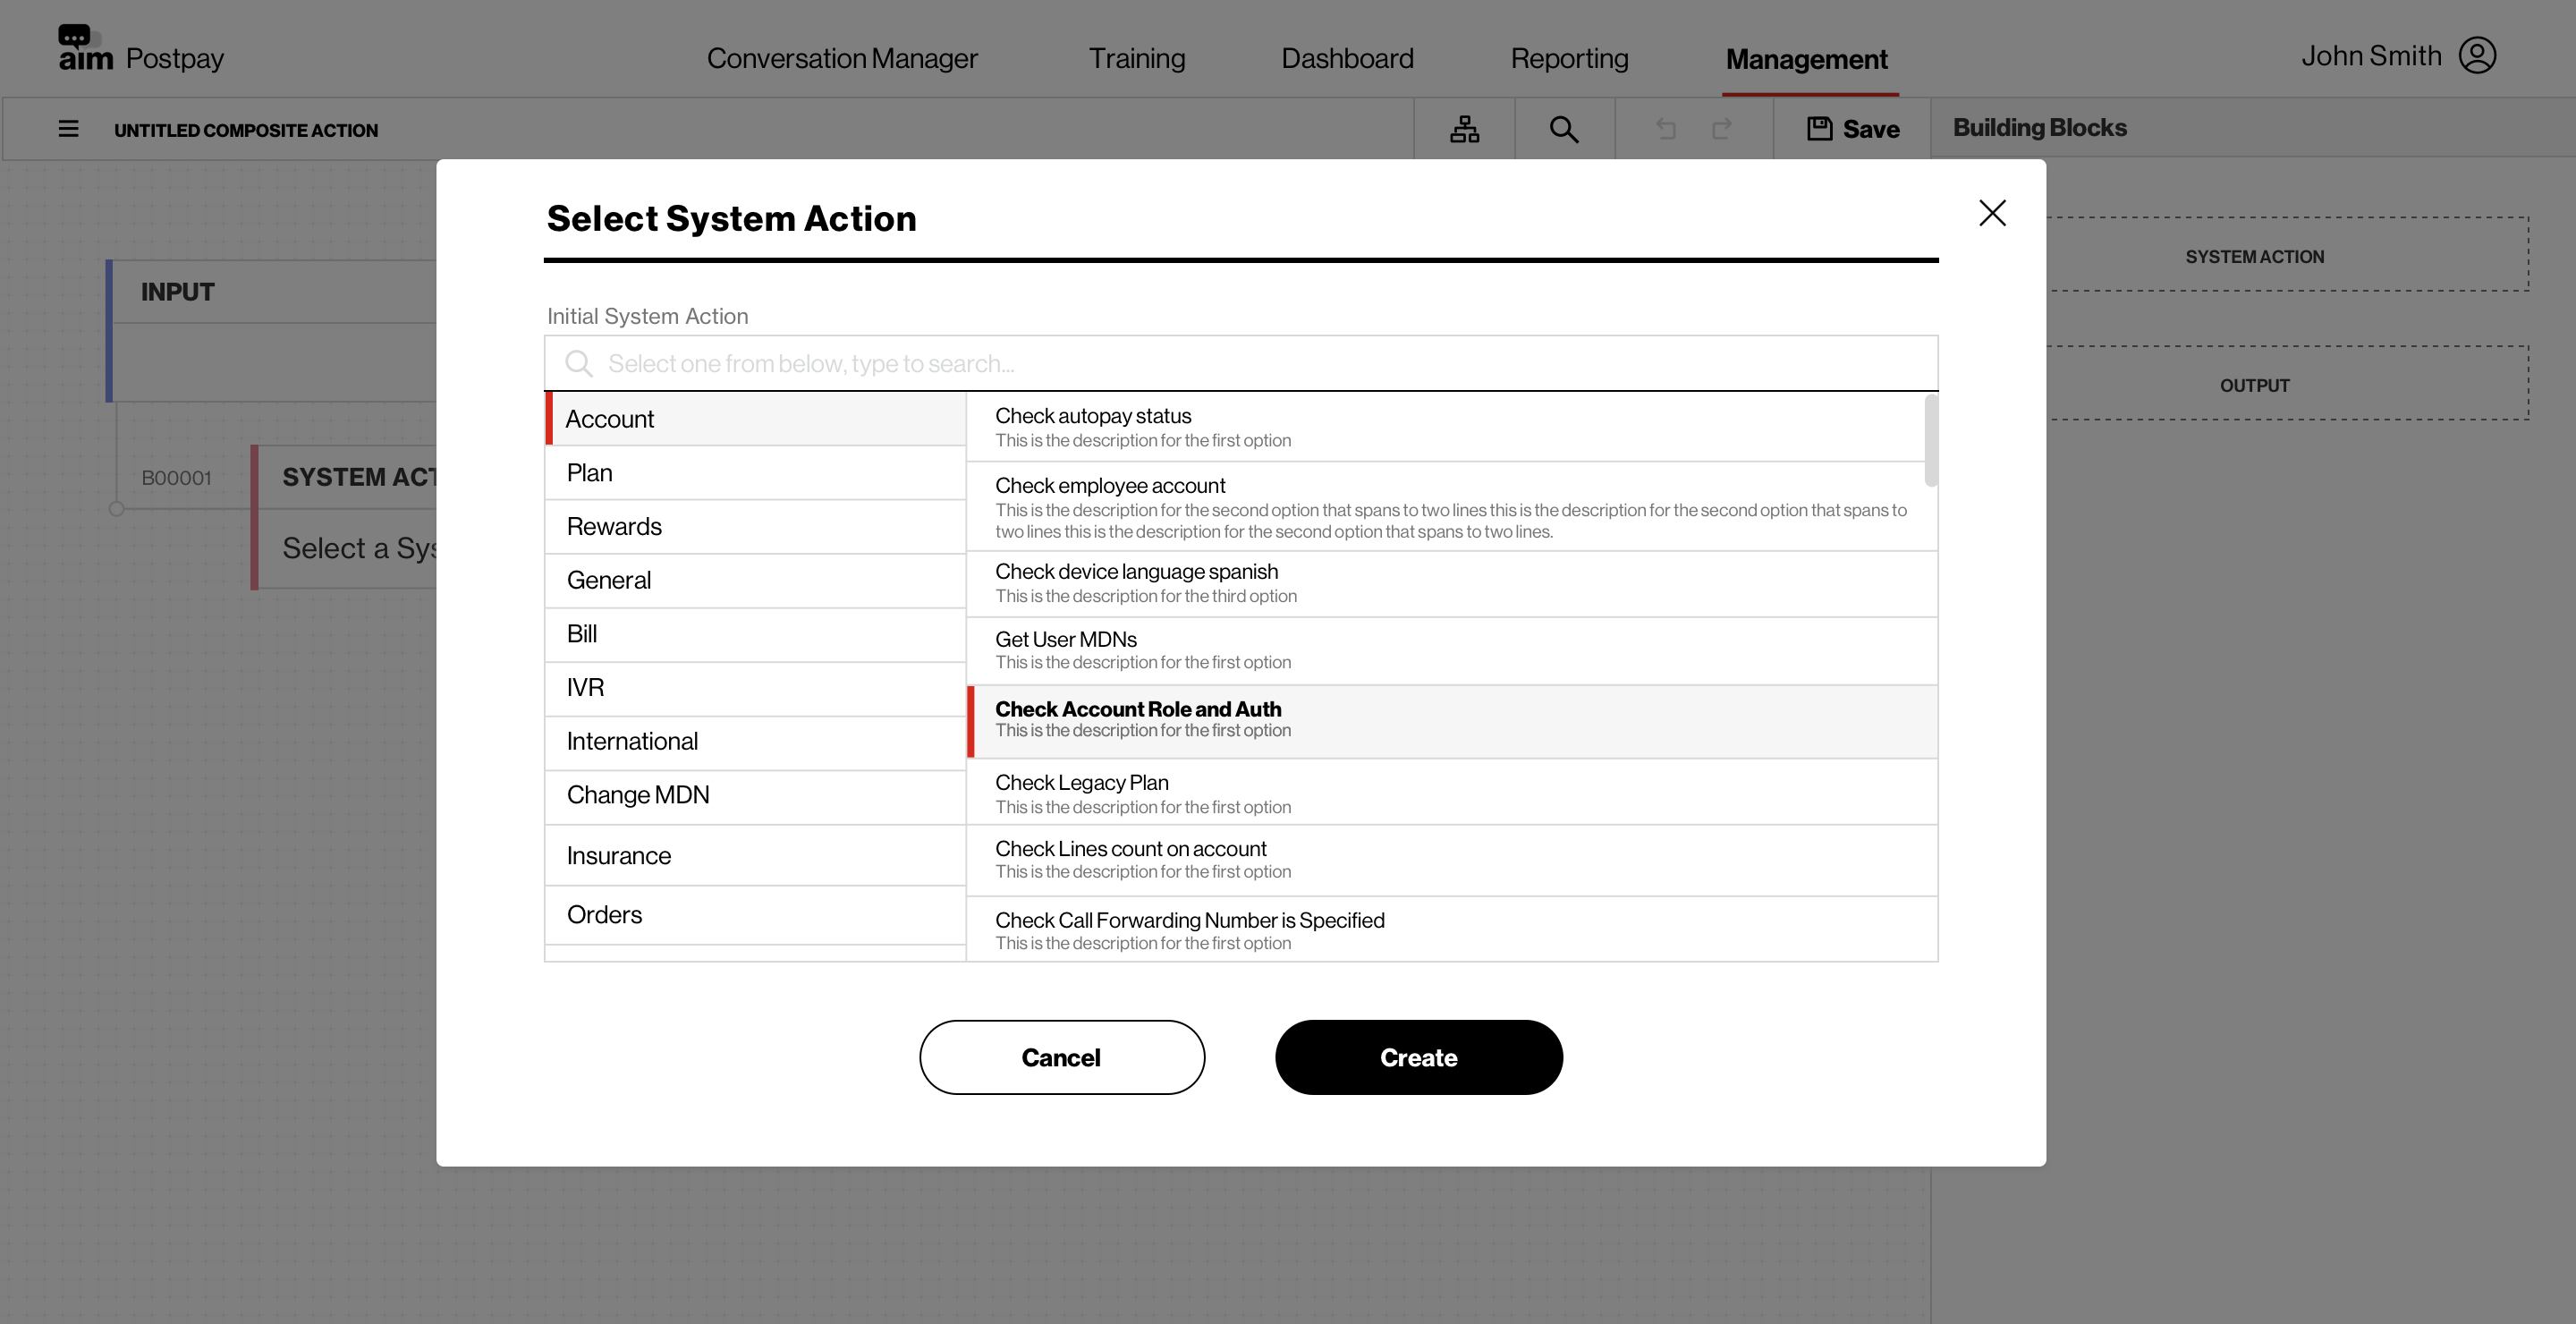 aim Postpay
Conversation Manager
Training
Dashboard
Reporting
Management
John Smith
UNTITLED COMPOSITE ACTION
Save
Building Blocks
Select System Action
INPUT
SYSTEM ACTION
Initial System Action
Select one from below, type to search...
OUTPUT
Account
Plan
Rewards
General
Bill
IVR
International
Change MDN
Insurance
Orders
Check autopay status
This is the description for the first option
Check employee account
This is the description for the second option that spans to two lines this is the description for the second option that spans to
two lines this is the description for the second option that spans to two lines.
Check device language spanish
This is the description for the third option
Get User MDNs
This is the description for the first option
Check Account Role and Auth
This is the description for the first option
Check Legacy Plan
This is the description for the first option
Check Lines count on account
This is the description for the first option
Check Call Forwarding Number is Specified
This is the description for the first option
B00001
SYSTEM ACT
Select a Sys
Cancel
Create